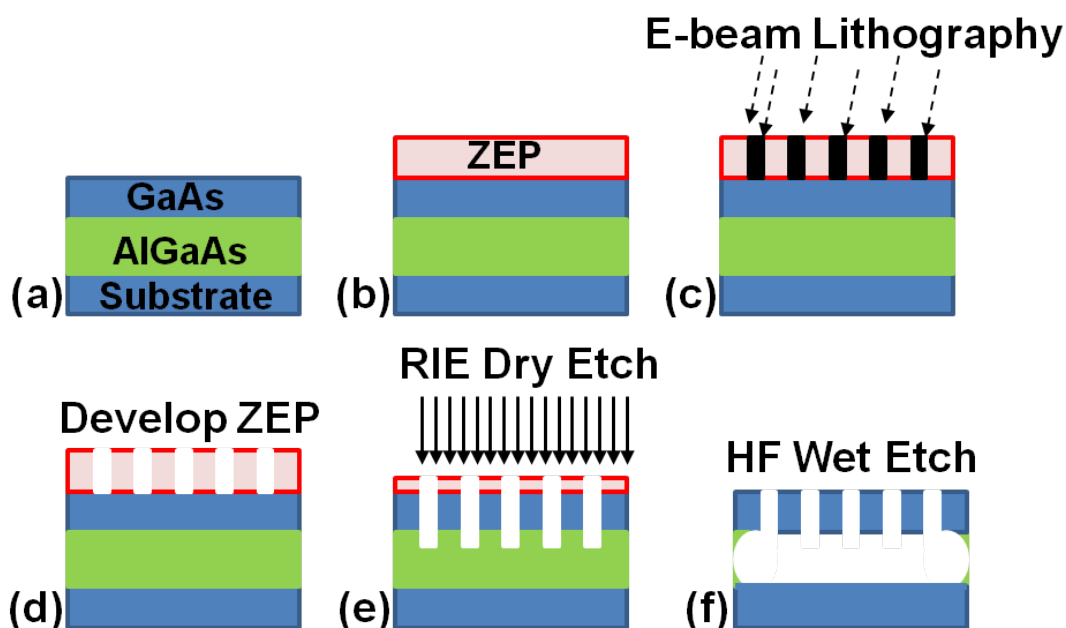 E-beam Lithography
ZEP
GaAs
AlGaAs
(a) Substrate
(b)
(c)
RIE Dry Etch
Develop ZEP
HF Wet Etch
(d)
(e)
(f)